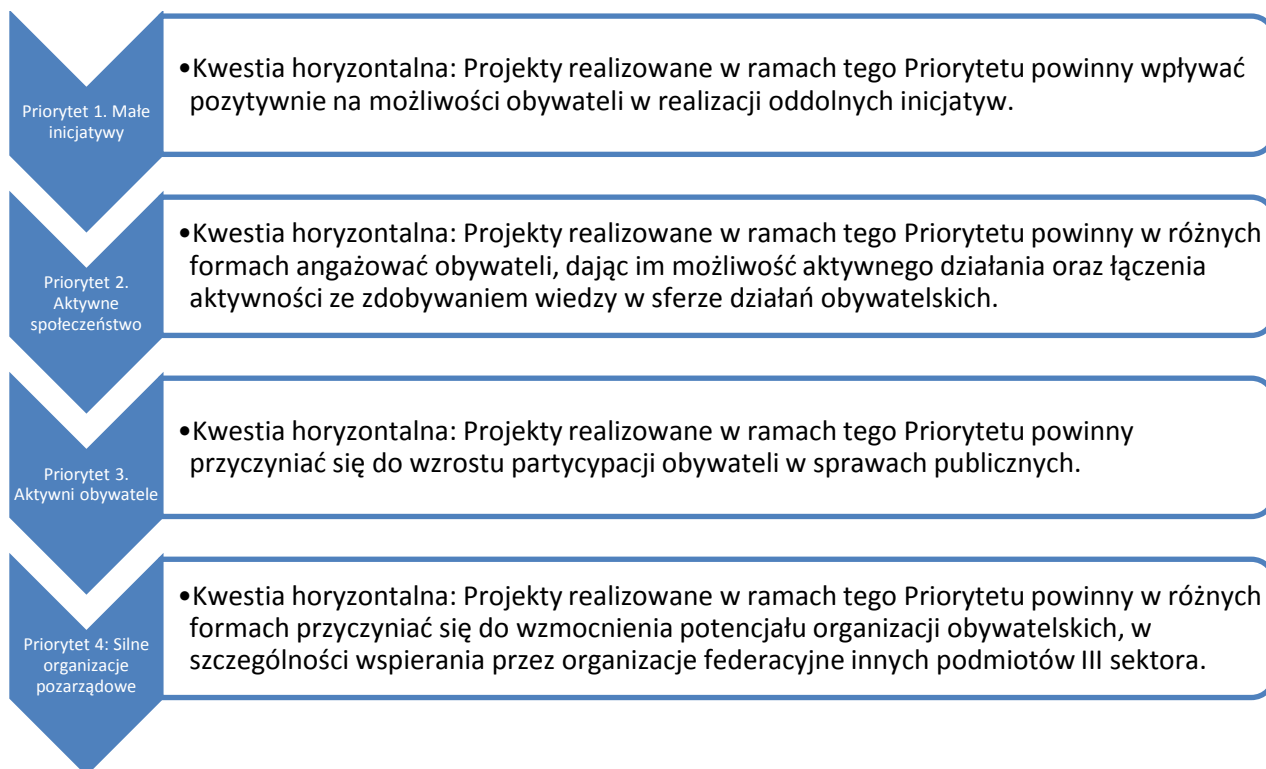 Priorytet 1. Małe
inicjatywy
•Kwestia horyzontalna: Projekty realizowane w ramach tego Priorytetu powinny wpływać
pozytywnie na możliwości obywateli w realizacji oddolnych inicjatyw.
Priorytet 2.
Aktywne
społeczeństwo
•Kwestia horyzontalna: Projekty realizowane w ramach tego Priorytetu powinny w różnych
formach angażować obywateli, dając im możliwość aktywnego działania oraz łączenia
aktywności ze zdobywaniem wiedzy w sferze działań obywatelskich.
Priorytet 3.
Aktywni obywatele
•Kwestia horyzontalna: Projekty realizowane w ramach tego Priorytetu powinny
przyczyniać się do wzrostu partycypacji obywateli w sprawach publicznych.
Priorytet 4: Silne
organizacje
pozarządowe
•Kwestia horyzontalna: Projekty realizowane w ramach tego Priorytetu powinny w różnych
formach przyczyniać się do wzmocnienia potencjału organizacji obywatelskich, w
szczególności wspierania przez organizacje federacyjne innych podmiotów III sektora.